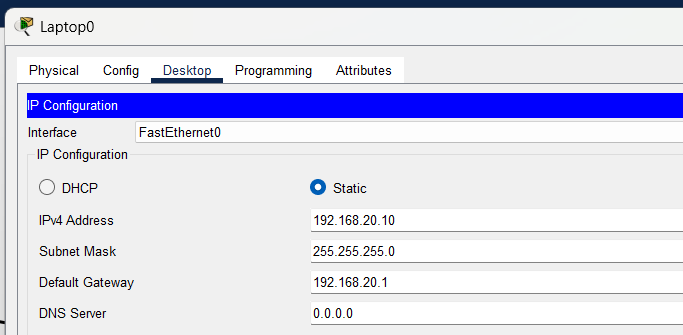 Laptop0
Physical Config Desktop Programming Attributes
IP Configuration
Interface FastEthernet0
IP Configuration
DHCP Static
IPv4 Address 192.168.20.10
Subnet Mask 255.255.255.0
Default Gateway 192.168.20.1
DNS Server 0.0.0.0